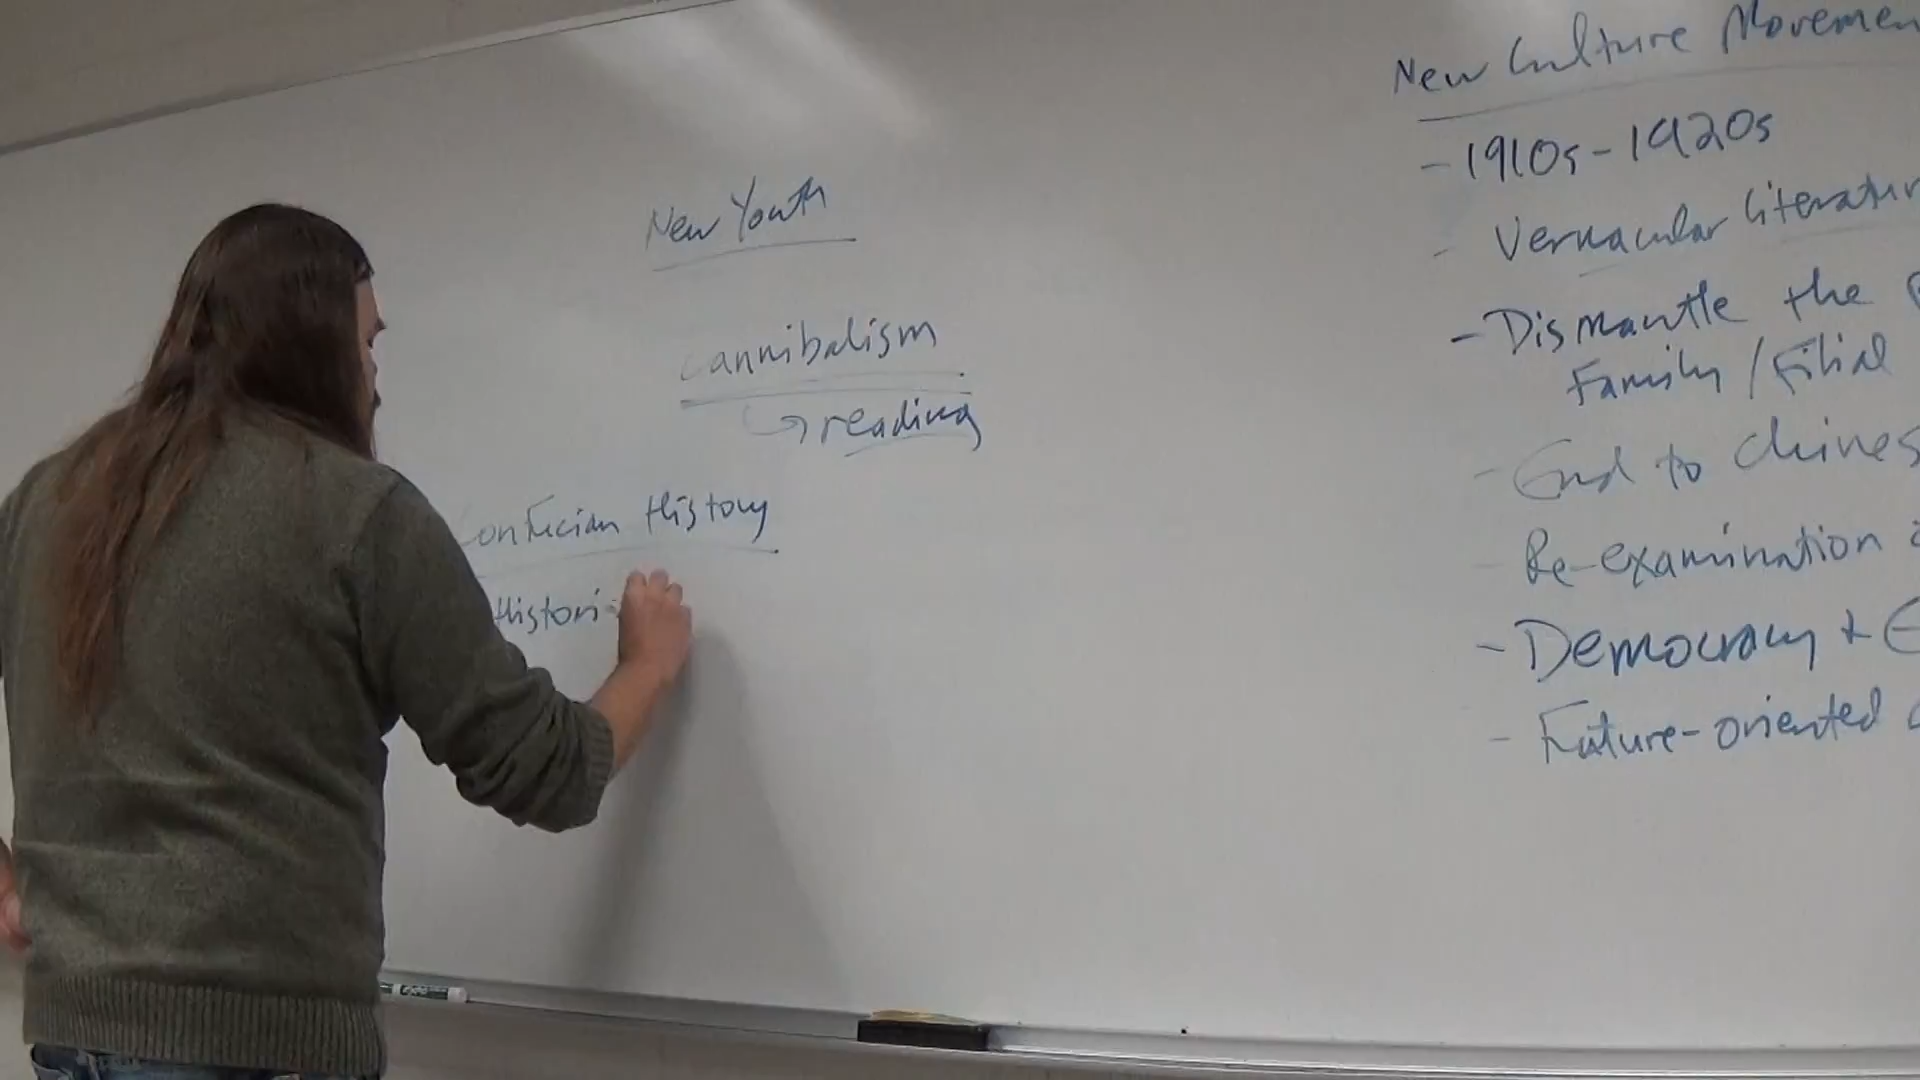 New Youth
cannibalism
↳ reading
Confucian History
Histori
New Culture Movemen
- 1910s - 1920s
- Vernacular literatur
- Dismantle the
Family / Filial
- End to Chines
- Re-examination
- Democracy +
- Future-oriented